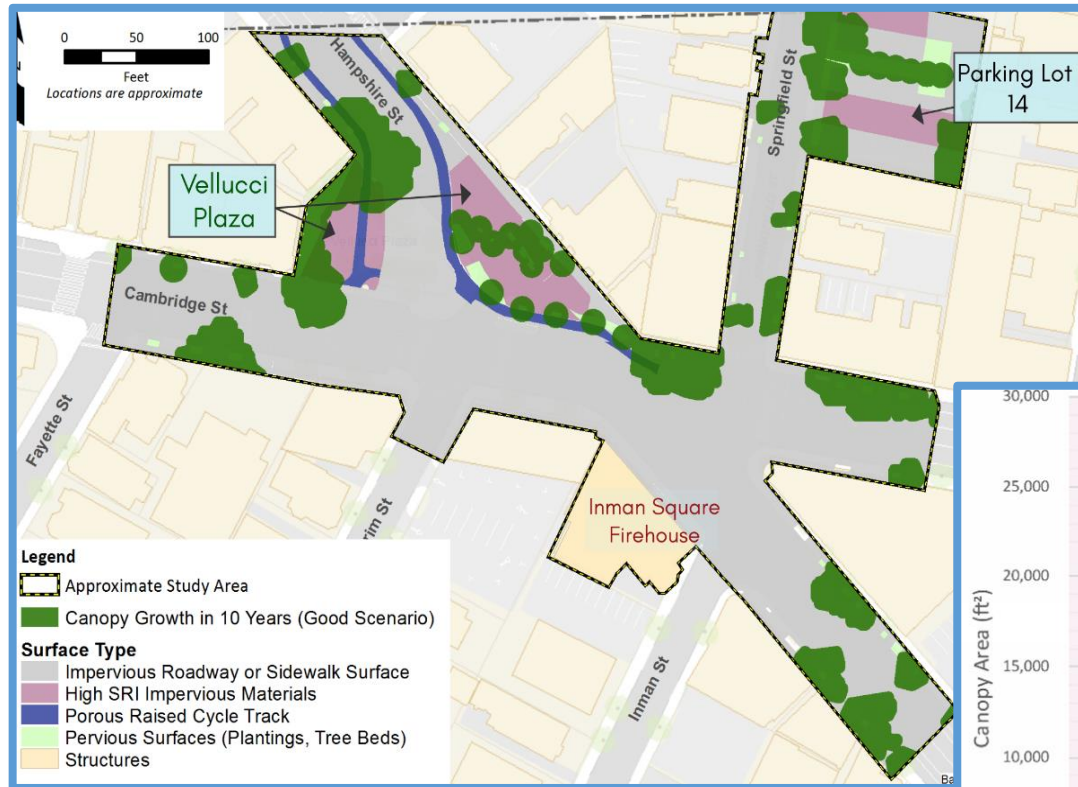 0 50 100
Feet
Locations are approximate
Hampshire St
Springfield St
Parking Lot
14
Vellucci
Plaza
Cambridge St
Fayette St
rim St
Inman Square
Firehouse
Inman St
Legend
Approximate Study Area
Canopy Growth in 10 Years (Good Scenario)
Surface Type
Impervious Roadway or Sidewalk Surface
High SRI Impervious Materials
Porous Raised Cycle Track
Pervious Surfaces (Plantings, Tree Beds)
Structures
Ba
30,000
25,000
20,000
15,000
10,000
Canopy Area (ft²)